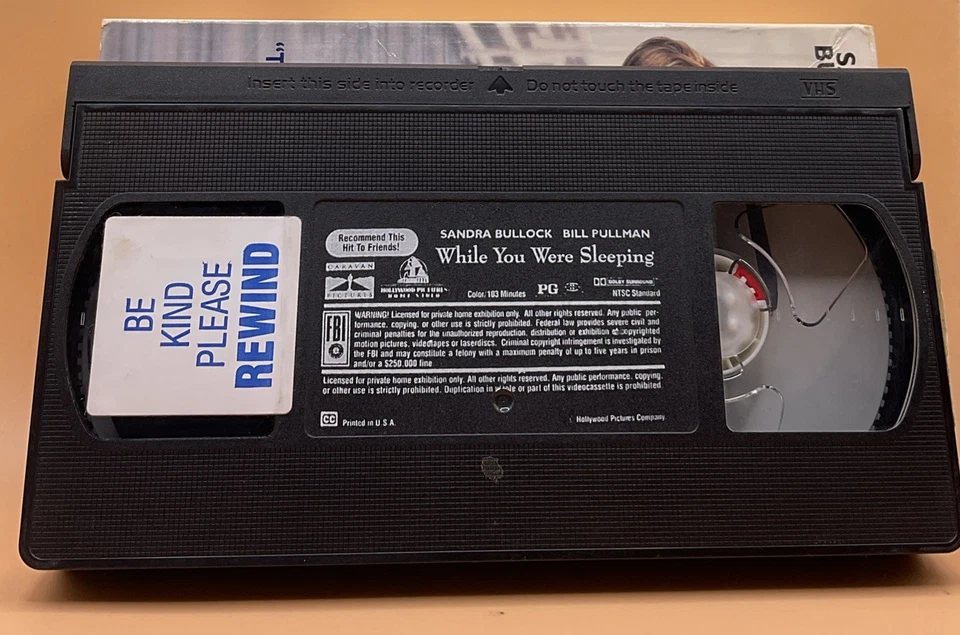 S
BU
Insert this side into recorder Do not touch the tape inside
VHS
BE
KIND
PLEASE
REWIND
Recommend This
Hit To Friends!
SANDRA BULLOCK BILL PULLMAN
While You Were Sleeping
CARAVAN
PICTURES
HOLLYWOOD PICTURES
HOME VIDEO
Color/103 Minutes
PG
DOLBY SURROUND
NTSC Standard
FBI
WARNING! Licensed for private home exhibition only. All other rights reserved. Any public per-
formance, copying, or other use is strictly prohibited. Federal law provides severe civil and
criminal penalties for the unauthorized reproduction, distribution or exhibition of copyrighted
motion pictures, videotapes or laserdiscs. Criminal copyright infringement is investigated by
the FBI and may constitute a felony with a maximum penalty of up to five years in prison
and/or a $250,000 fine
Licensed for private home exhibition only. All other rights reserved. Any public performance, copying,
or other use is strictly prohibited. Duplication in whole or part of this videocassette is prohibited.
CC Printed in U.S.A.
Hollywood Pictures Company